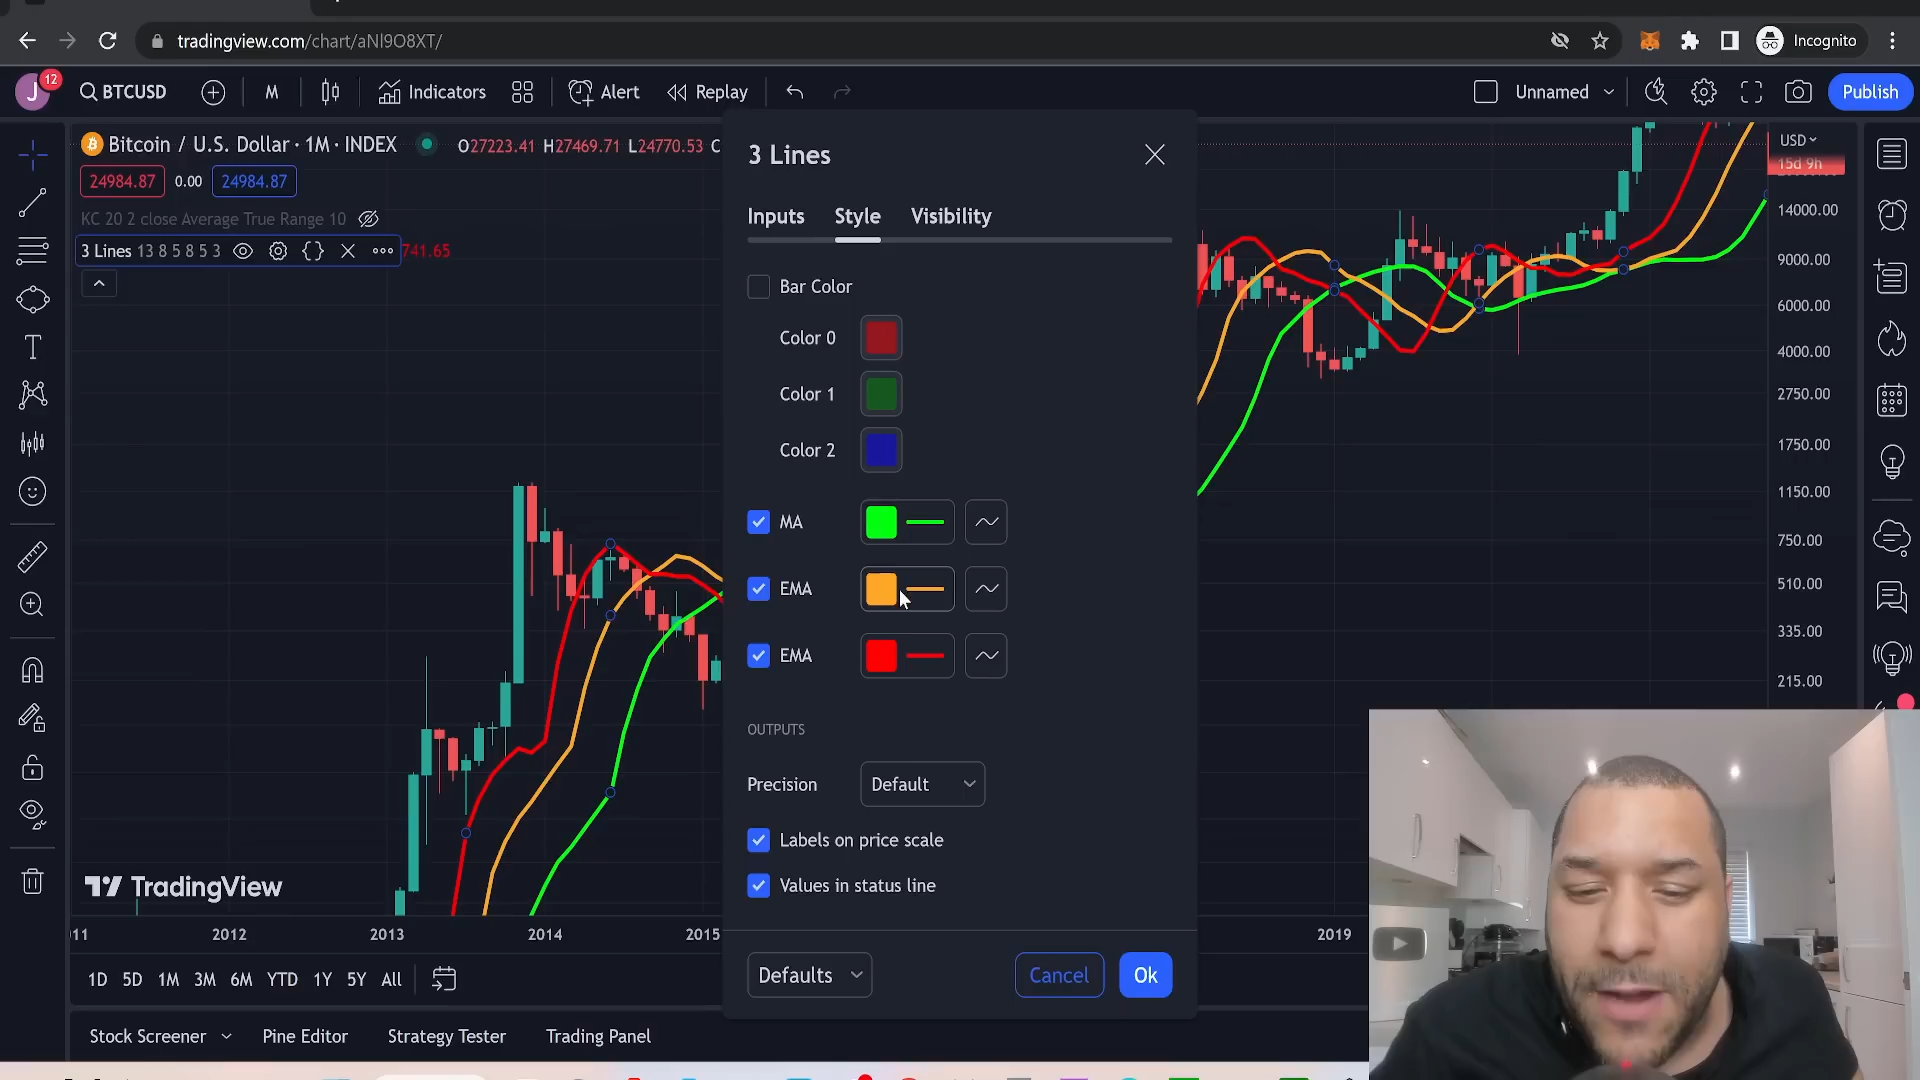 tradingview.com/chart/aNI9O8XT/
Incognito
J 12 BTCUSD M Indicators Alert Replay Unnamed Publish
Bitcoin / U.S. Dollar · 1M · INDEX O27223.41 H27469.71 L24770.53 C
24984.87 0.00 24984.87
KC 20 2 close Average True Range 10
3 Lines 13 8 5 8 5 3 741.65
3 Lines
Inputs Style Visibility
Bar Color
Color 0
Color 1
Color 2
MA
EMA
EMA
OUTPUTS
Precision Default
Labels on price scale
Values in status line
Defaults Cancel Ok
USD
15d 9h
14000.00
9000.00
6000.00
4000.00
2750.00
1750.00
1150.00
750.00
510.00
335.00
215.00
TradingView
11 2012 2013 2014 2015 2019
1D 5D 1M 3M 6M YTD 1Y 5Y All
Stock Screener Pine Editor Strategy Tester Trading Panel